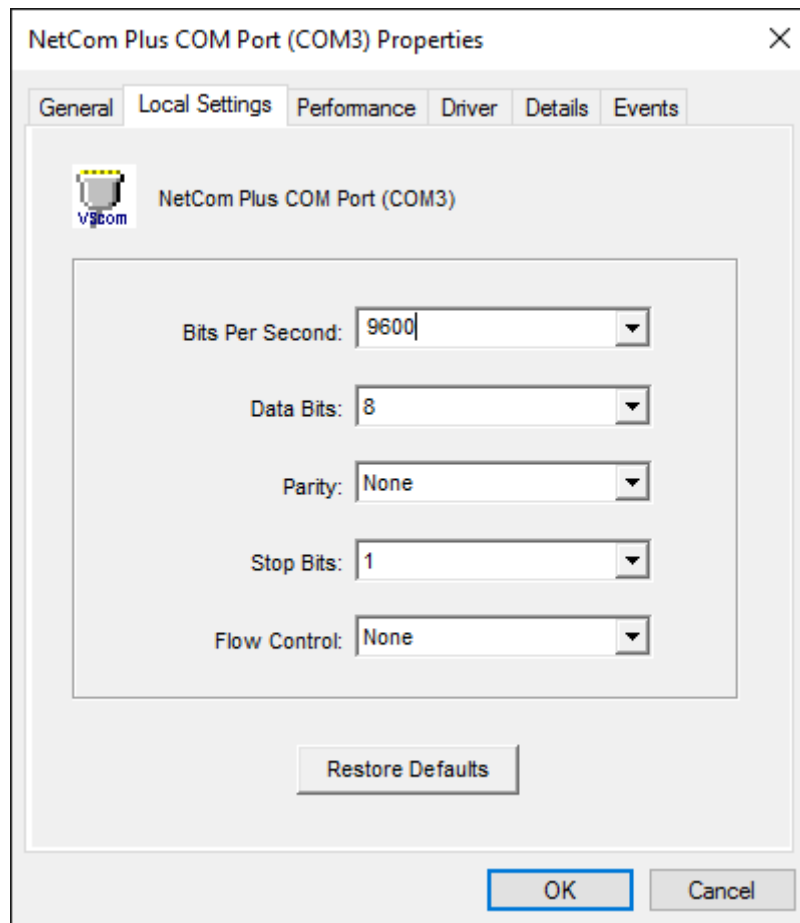 NetCom Plus COM Port (COM3) Properties
General Local Settings Performance Driver Details Events
VScom
NetCom Plus COM Port (COM3)
Bits Per Second: 9600
Data Bits: 8
Parity: None
Stop Bits: 1
Flow Control: None
Restore Defaults
OK Cancel